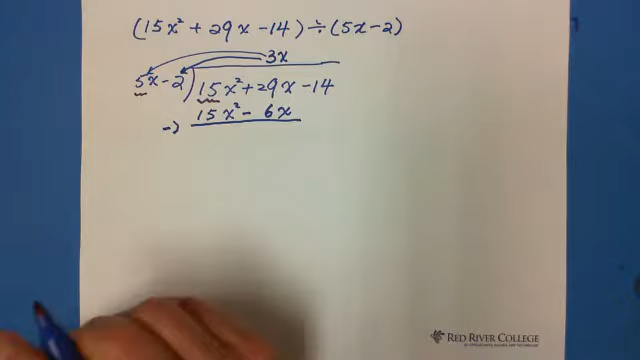 (15x² + 29x - 14) ÷ (5x - 2)
3x
5x - 2 ) 15x² + 29x - 14
-) 15x² - 6x
RED RIVER COLLEGE